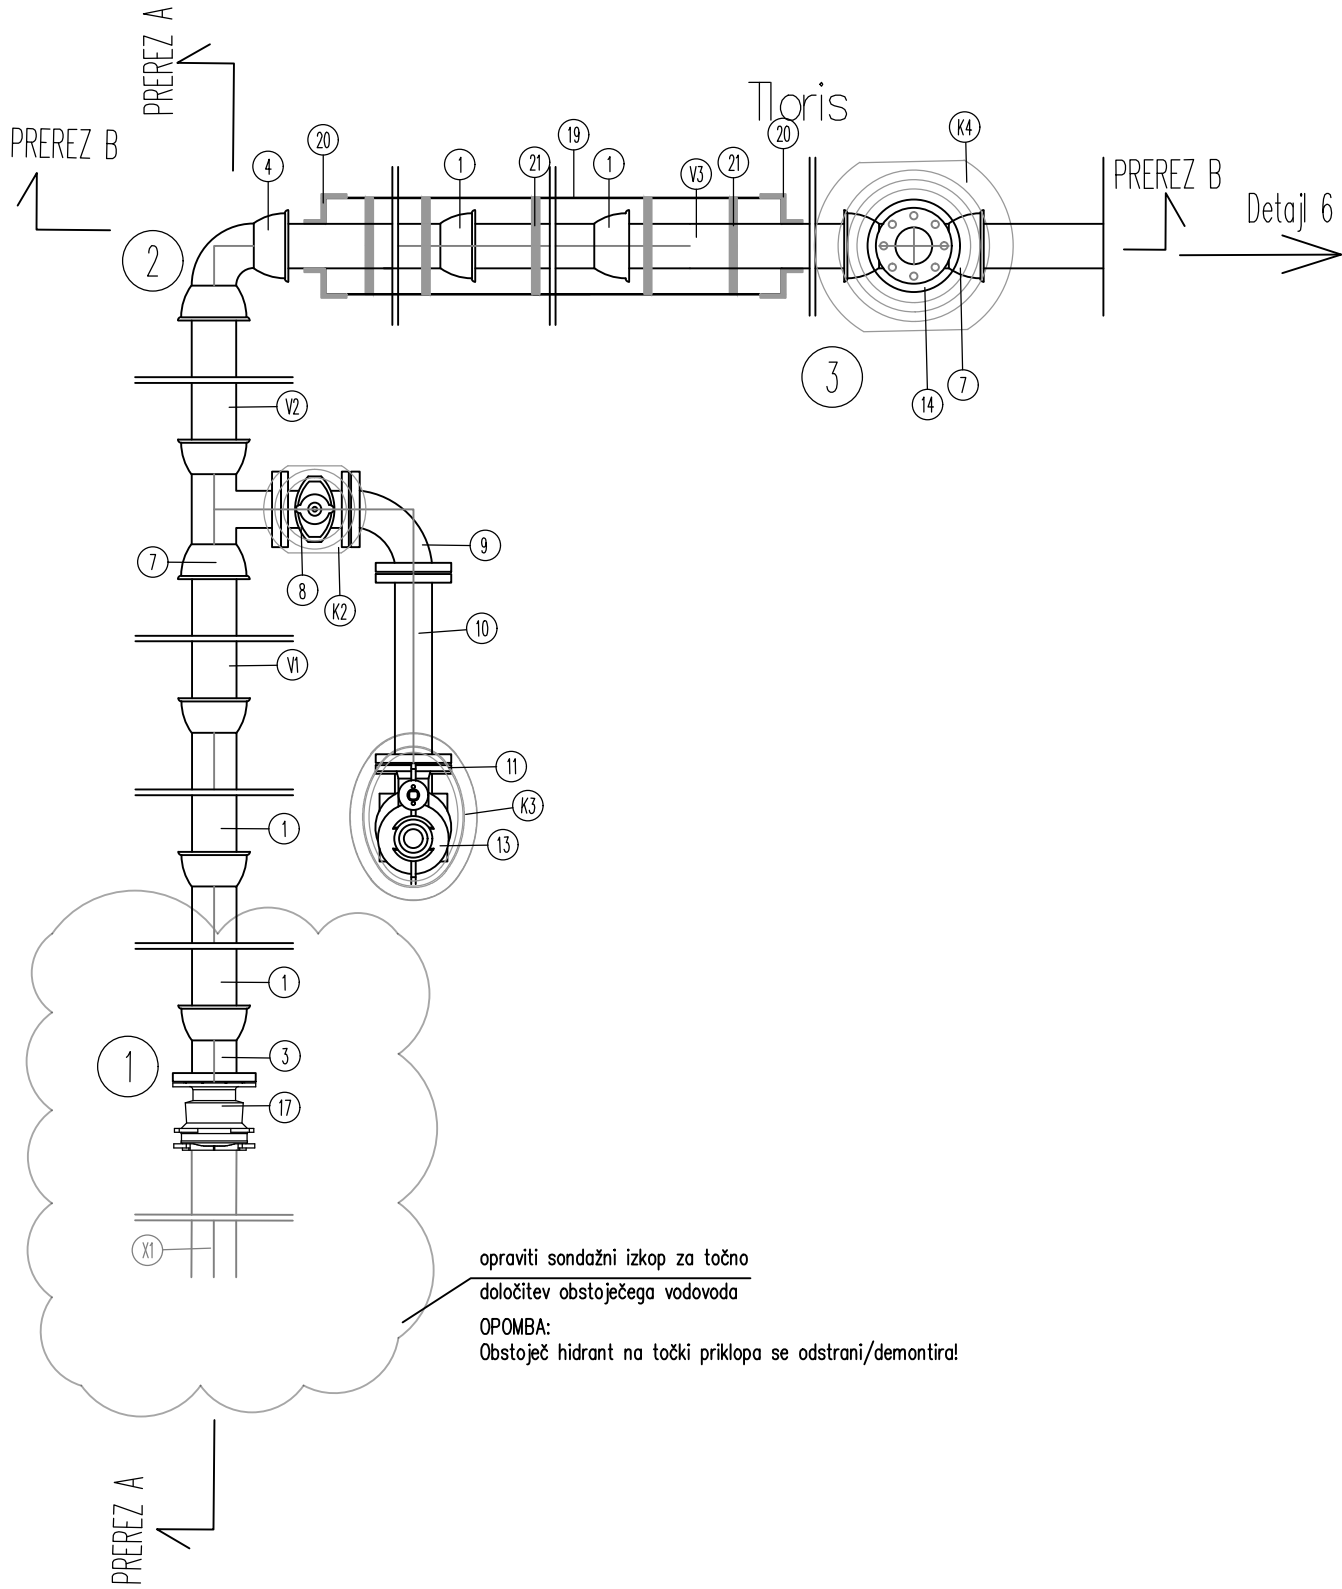 PREREZ A
Tloris
PREREZ B
20
19
20
K4
4
1
21
1
V3
21
PREREZ B
Detajl 6
2
3
14
7
V2
7
8
K2
9
10
V1
11
K3
13
1
1
1
3
17
X1
opraviti sondažni izkop za točno
določitev obstoječega vodovoda
OPOMBA:
Obstoječ hidrant na točki priklopa se odstrani/demontira!
PREREZ A